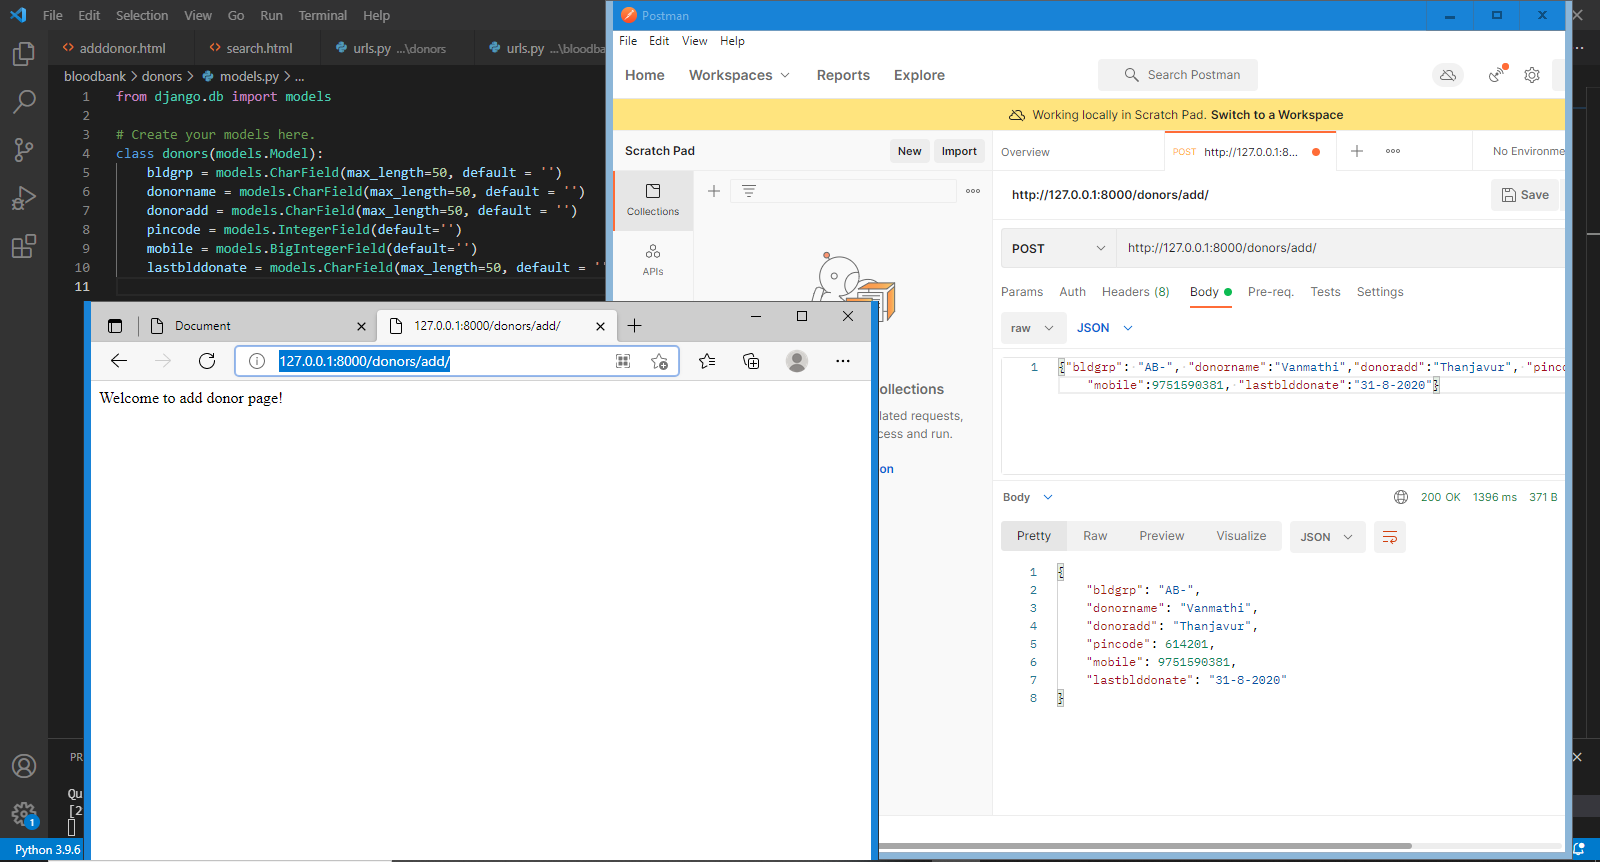 File Edit Selection View Go Run Terminal Help
adddonor.html search.html urls.py ...\donors urls.py ...\bloodba
bloodbank > donors > models.py > ...
1 from django.db import models
2
3 # Create your models here.
4 class donors(models.Model):
5 bldgrp = models.CharField(max_length=50, default = '')
6 donorname = models.CharField(max_length=50, default = '')
7 donoradd = models.CharField(max_length=50, default = '')
8 pincode = models.IntegerField(default='')
9 mobile = models.BigIntegerField(default='')
10 lastblddonate = models.CharField(max_length=50, default = ''
11
PR
Qu
[2
1
Python 3.9.6
Document 127.0.0.1:8000/donors/add/
127.0.0.1:8000/donors/add/
Welcome to add donor page!
Postman
File Edit View Help
Home Workspaces Reports Explore Search Postman
Working locally in Scratch Pad. Switch to a Workspace
Scratch Pad New Import
Collections
APIs
ollections
lated requests,
cess and run.
on
Overview POST http://127.0.0.1:8... No Environme
http://127.0.0.1:8000/donors/add/ Save
POST http://127.0.0.1:8000/donors/add/
Params Auth Headers (8) Body Pre-req. Tests Settings
raw JSON
1 {"bldgrp": "AB-", "donorname":"Vanmathi","donoradd":"Thanjavur", "pinco
"mobile":9751590381, "lastblddonate":"31-8-2020"}
Body 200 OK 1396 ms 371 B
Pretty Raw Preview Visualize JSON
1 {
2 "bldgrp": "AB-",
3 "donorname": "Vanmathi",
4 "donoradd": "Thanjavur",
5 "pincode": 614201,
6 "mobile": 9751590381,
7 "lastblddonate": "31-8-2020"
8 }